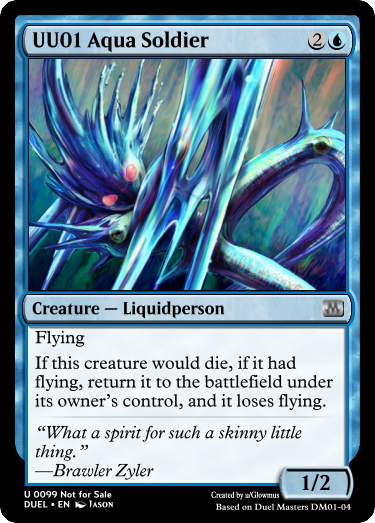 UU01 Aqua Soldier 2
Creature — Liquidperson M
Flying
If this creature would die, if it had
flying, return it to the battlefield under
its owner's control, and it loses flying.
“What a spirit for such a skinny little
thing.”
—Brawler Zyler
1/2
U 0099 Not for Sale
DUEL • EN JASON
Created by u/Glowmus
Based on Duel Masters DM01-04